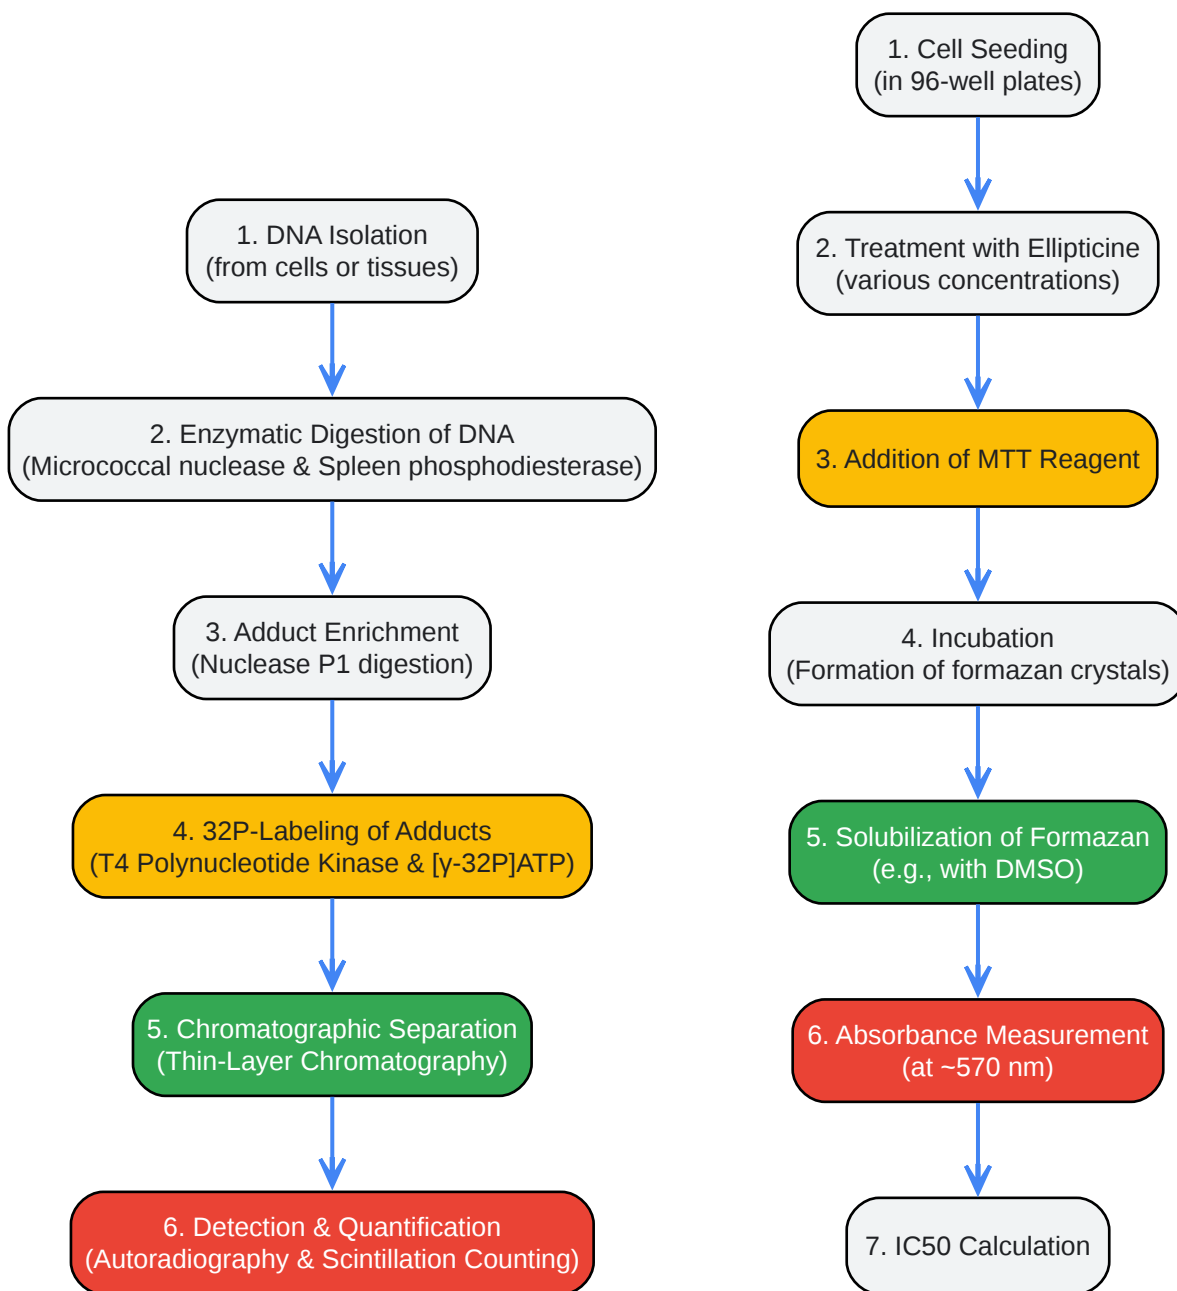 1. DNA Isolation
(from cells or tissues)
2. Enzymatic Digestion of DNA
(Micrococcal nuclease & Spleen phosphodiesterase)
3. Adduct Enrichment
(Nuclease P1 digestion)
4. 32P-Labeling of Adducts
(T4 Polynucleotide Kinase & [γ-32P]ATP)
5. Chromatographic Separation
(Thin-Layer Chromatography)
6. Detection & Quantification
(Autoradiography & Scintillation Counting)
1. Cell Seeding
(in 96-well plates)
2. Treatment with Ellipticine
(various concentrations)
3. Addition of MTT Reagent
4. Incubation
(Formation of formazan crystals)
5. Solubilization of Formazan
(e.g., with DMSO)
6. Absorbance Measurement
(at ~570 nm)
7. IC50 Calculation